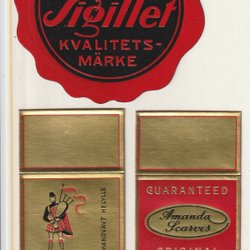 Sigillet
KVALITETS-
MÄRKE
HANDVÄVT HELYLLE
GUARANTEED
Amanda
Scarves
ORIGINAL